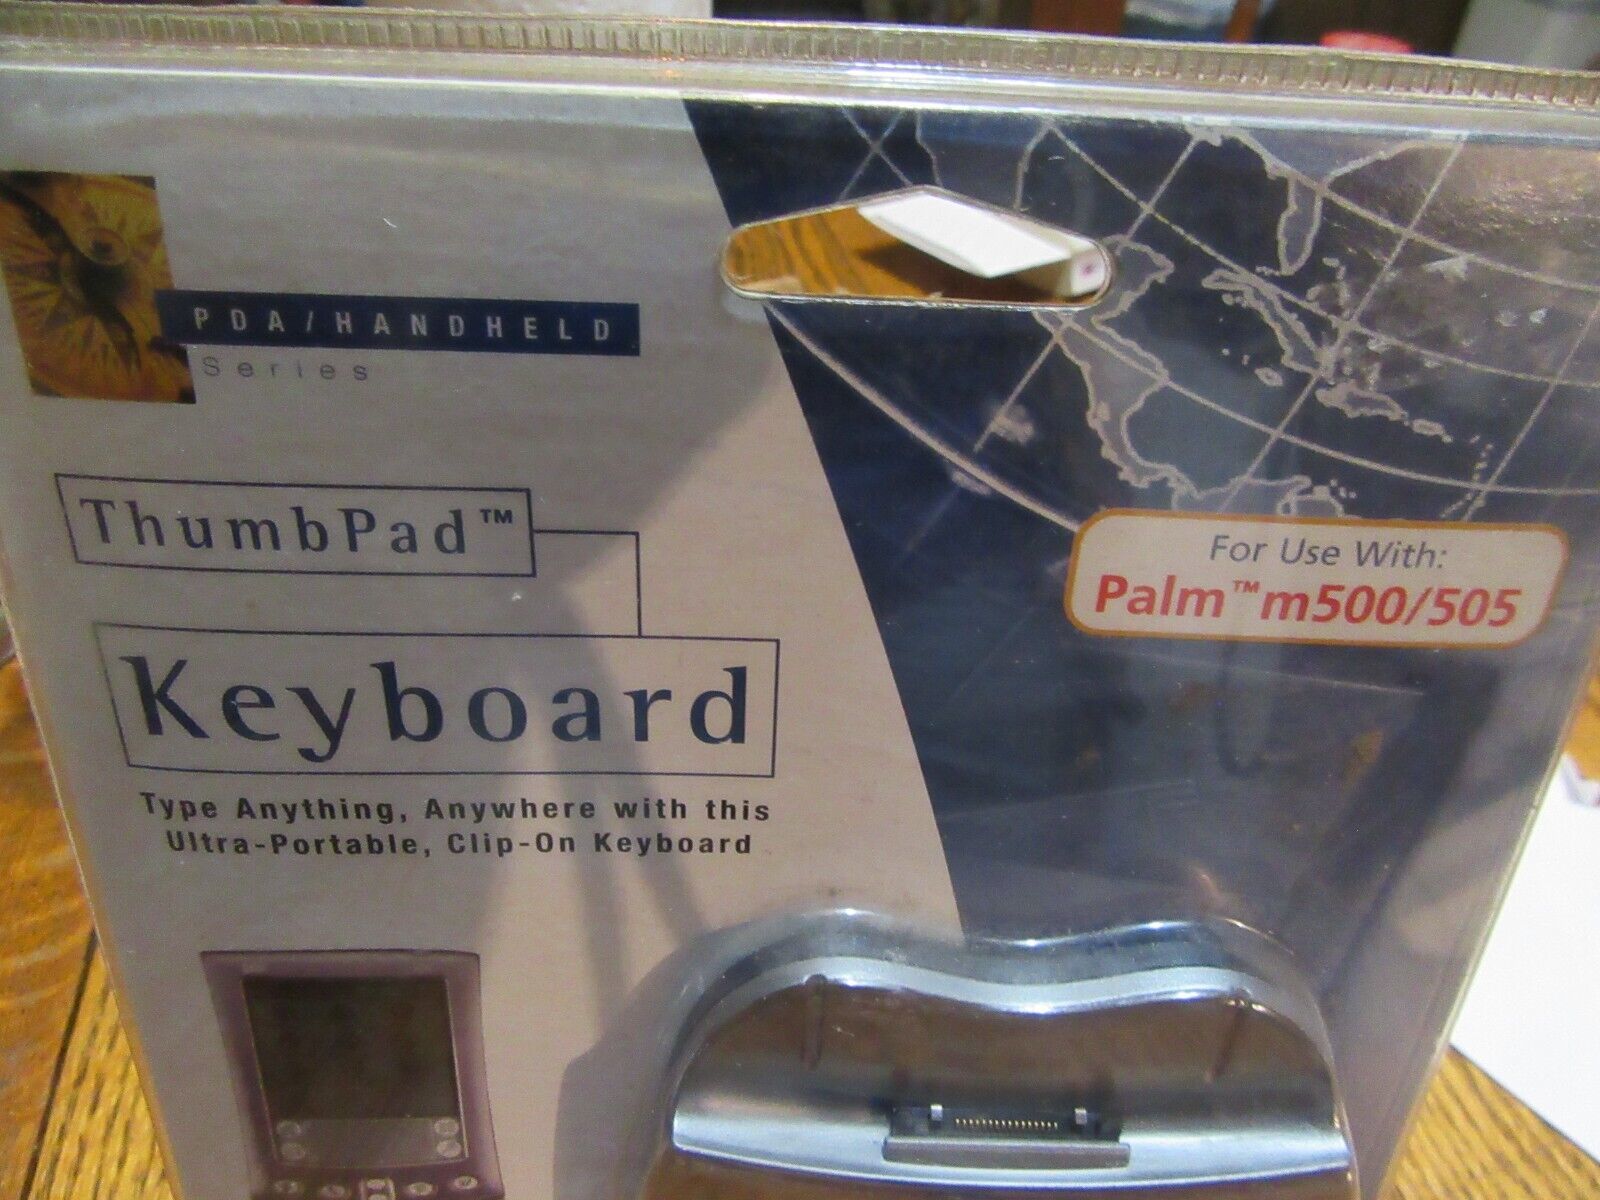 PDA/HANDHELD
Series
ThumbPad™
Keyboard
Type Anything, Anywhere with this
Ultra-Portable, Clip-On Keyboard
For Use With:
Palm™ m500/505